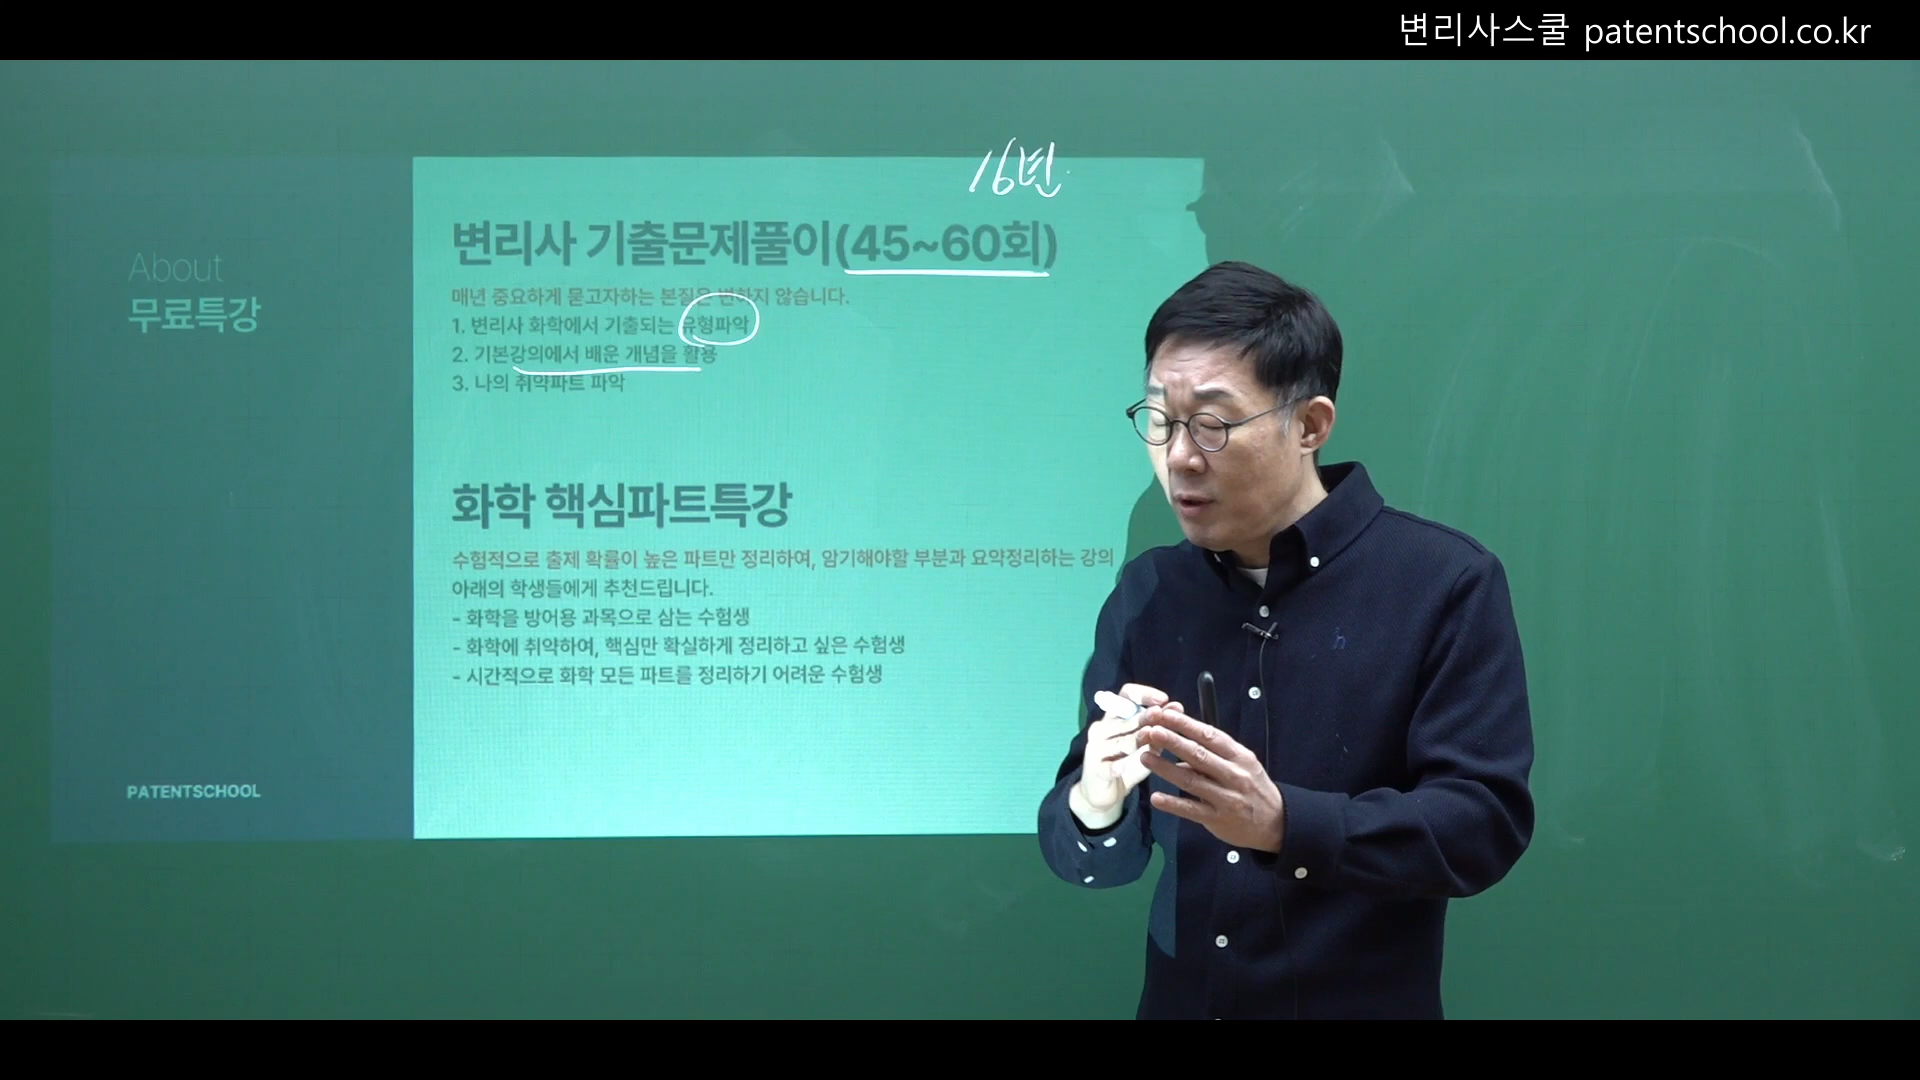 변리사스쿨 patentschool.co.kr
16년
About
무료특강
변리사 기출문제풀이(45~60회)
매년 중요하게 묻고자하는 본질은 변하지 않습니다.
1. 변리사 화학에서 기출되는 유형파악
2. 기본강의에서 배운 개념을 활용
3. 나의 취약파트 파악
화학 핵심파트특강
수험적으로 출제 확률이 높은 파트만 정리하여, 암기해야할 부분과 요약정리하는 강의
아래의 학생들에게 추천드립니다.
- 화학을 방어용 과목으로 삼는 수험생
- 화학에 취약하여, 핵심만 확실하게 정리하고 싶은 수험생
- 시간적으로 화학 모든 파트를 정리하기 어려운 수험생
PATENTSCHOOL